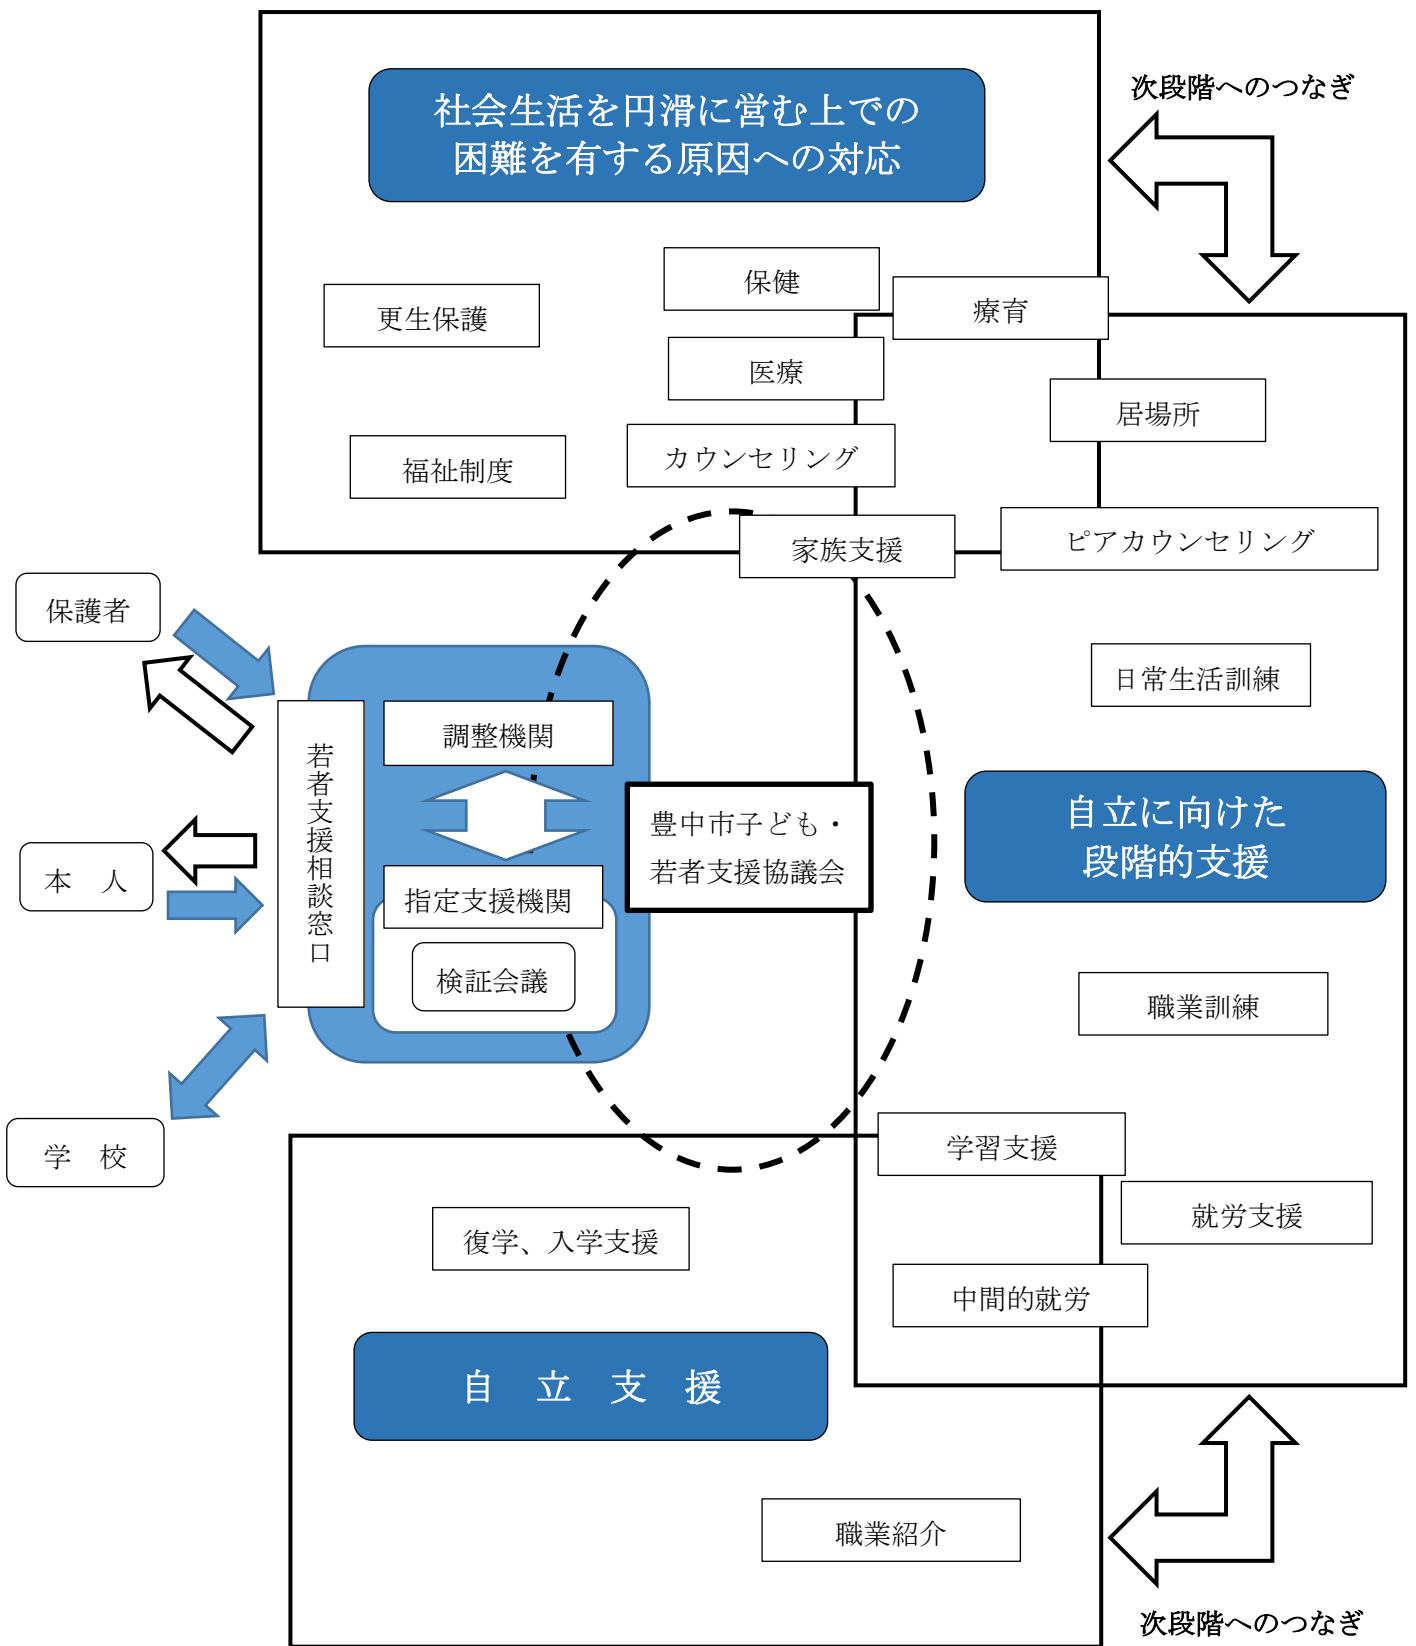 社会生活を円滑に営む上での
困難を有する原因への対応
次段階へのつなぎ
保健
療育
更生保護
医療
居場所
カウンセリング
福祉制度
家族支援
ピアカウンセリング
保護者
日常生活訓練
調整機関
若者支援相談窓口
豊中市子ども・
若者支援協議会
自立に向けた
段階的支援
本　人
指定支援機関
検証会議
職業訓練
学　校
学習支援
就労支援
復学、入学支援
中間的就労
自　立　支　援
職業紹介
次段階へのつなぎ